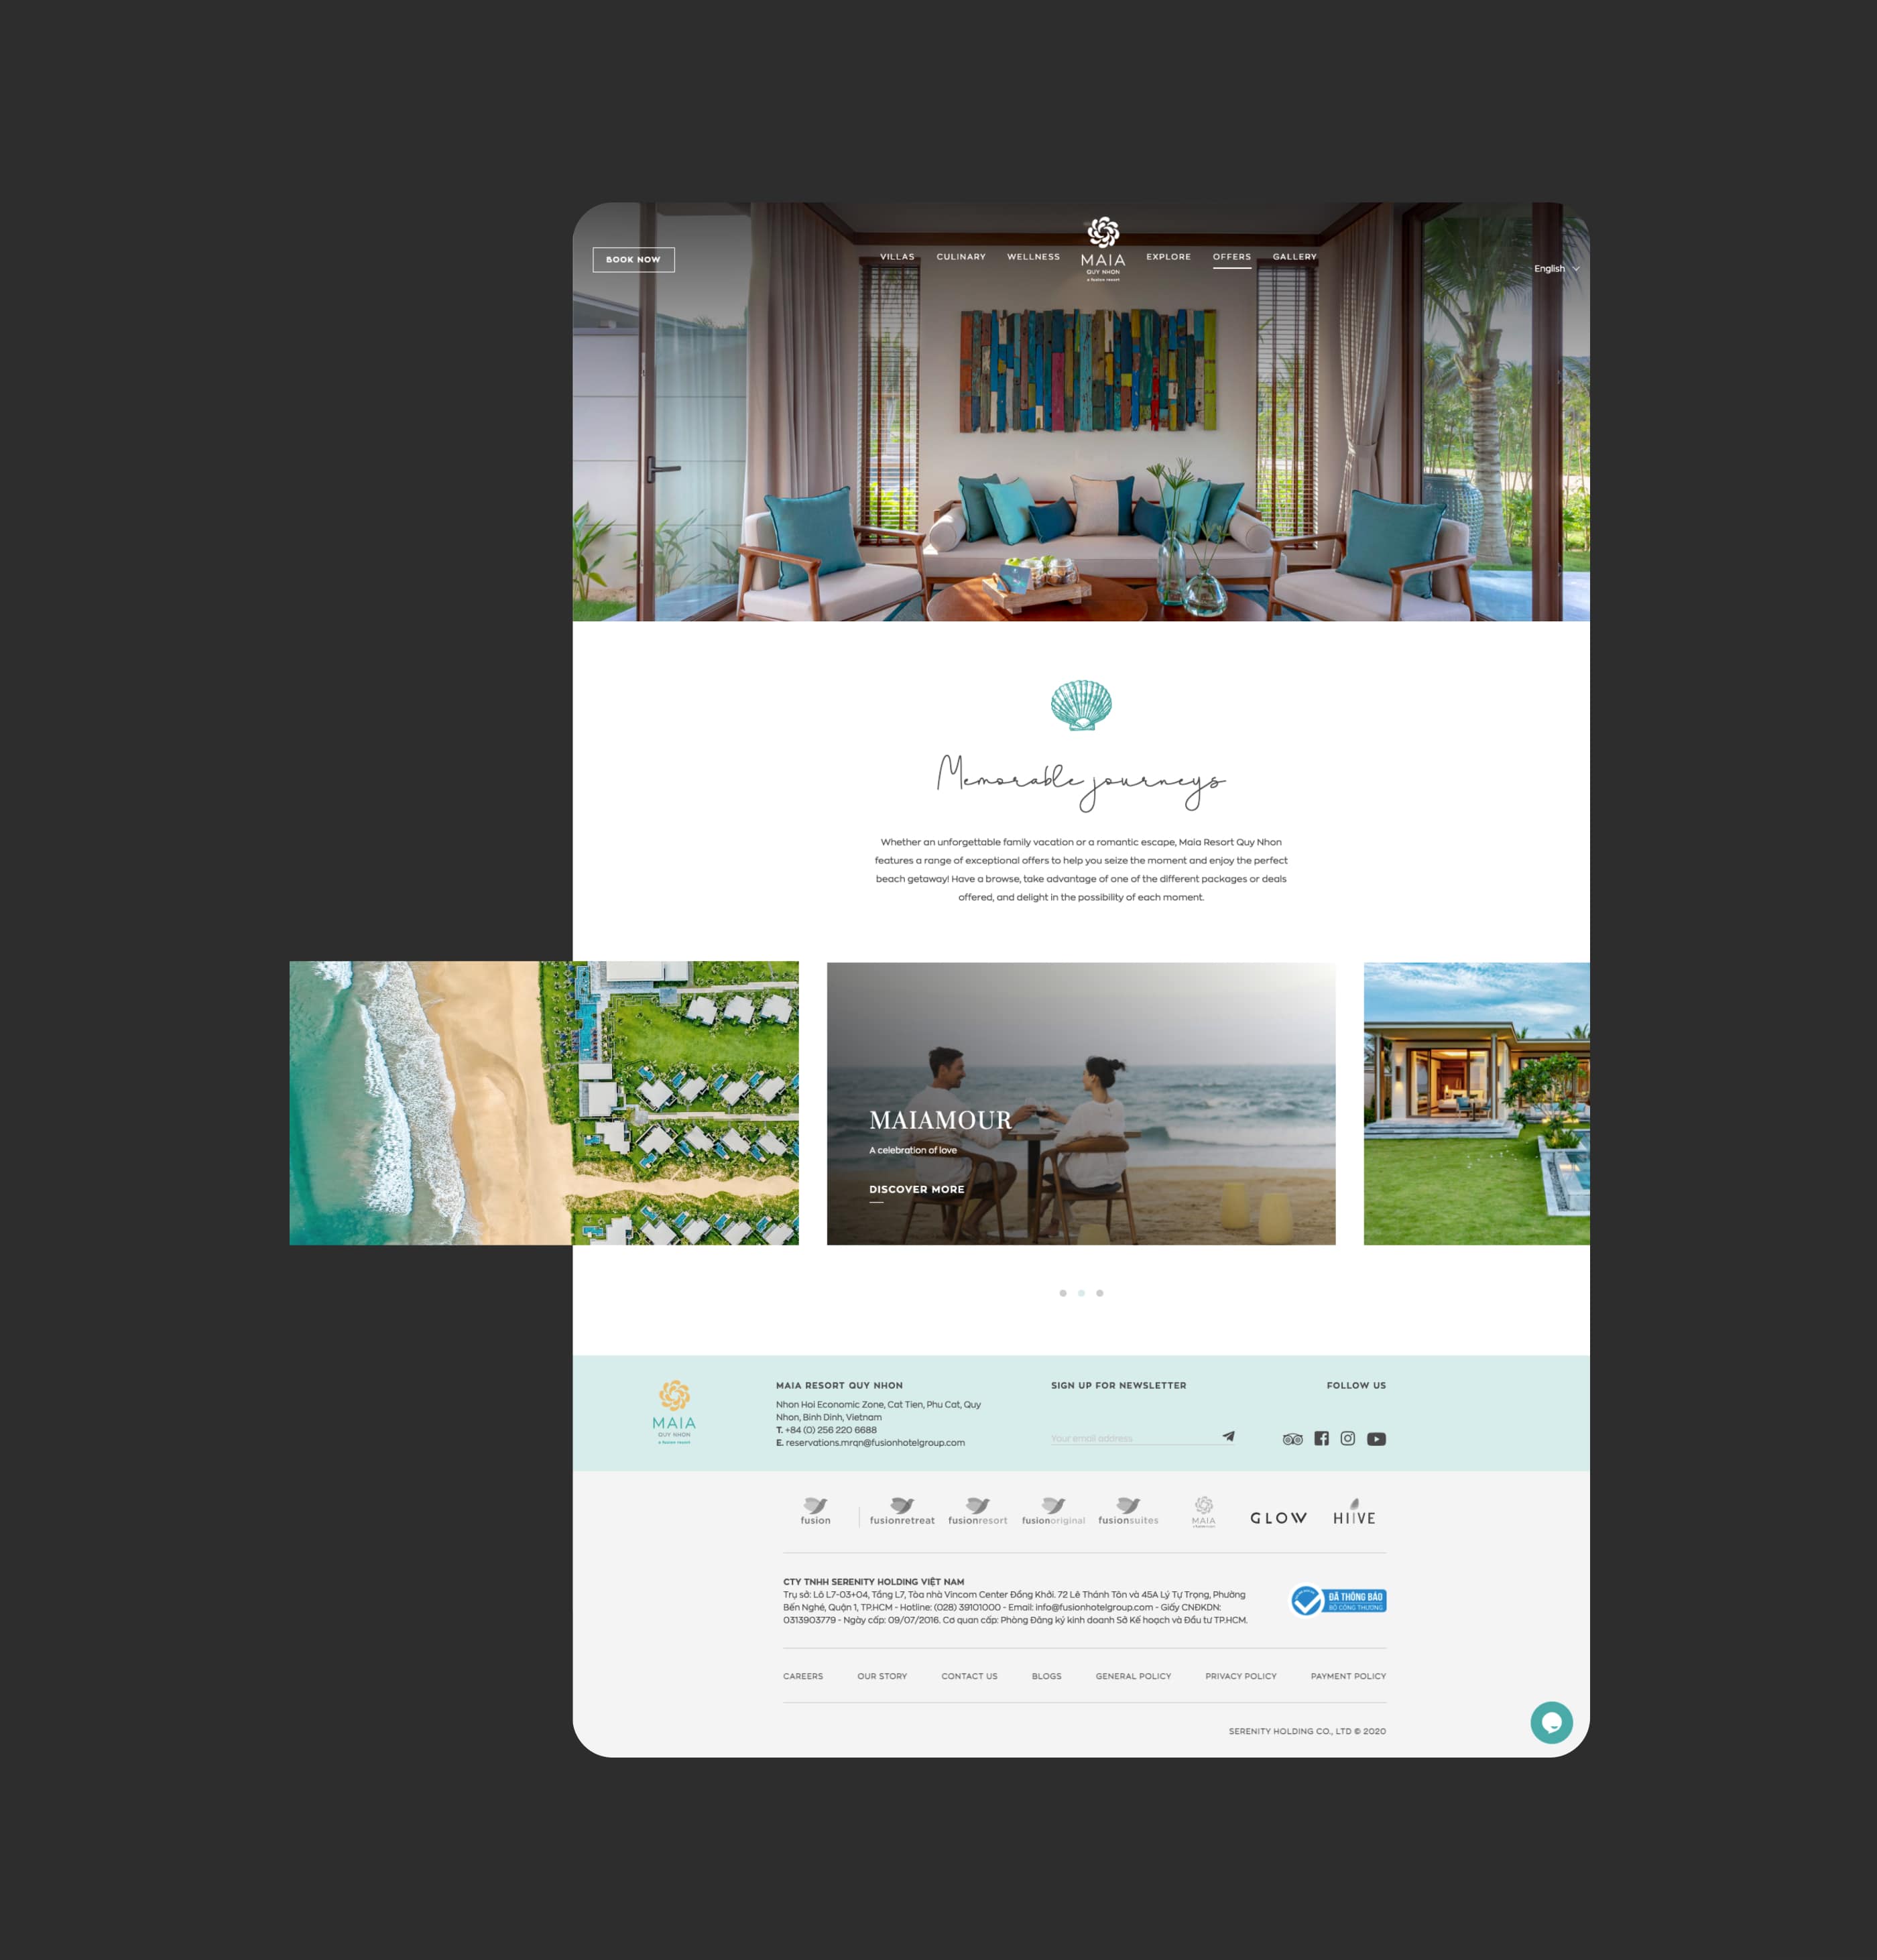 BOOK NOW
VILLAS CULINARY WELLNESS
MAIA
QUY NHON
a fusion resort
EXPLORE OFFERS GALLERY
English
Memorable journeys
Whether an unforgettable family vacation or a romantic escape, Maia Resort Quy Nhon
features a range of exceptional offers to help you seize the moment and enjoy the perfect
beach getaway! Have a browse, take advantage of one of the different packages or deals
offered, and delight in the possibility of each moment.
MAIAMOUR
A celebration of love
DISCOVER MORE
MAIA
QUY NHON
a fusion resort
MAIA RESORT QUY NHON
Nhon Hoi Economic Zone, Cat Tien, Phu Cat, Quy
Nhon, Binh Dinh, Vietnam
T. +84 (0) 256 220 6688
E. reservations.mrqn@fusionhotelgroup.com
SIGN UP FOR NEWSLETTER
Your email address
FOLLOW US
fusion
fusionretreat
fusionresort
fusionoriginal
fusionsuites
MAIA
a fusion resort
GLOW
HIIVE
CTY TNHH SERENITY HOLDING VIỆT NAM
Trụ sở: Lô L7-03+04, Tầng L7, Tòa nhà Vincom Center Đồng Khởi. 72 Lê Thánh Tôn và 45A Lý Tự Trọng, Phường
Bến Nghé, Quận 1, TP.HCM - Hotline: (028) 39101000 - Email: info@fusionhotelgroup.com - Giấy CNĐKDN:
0313903779 - Ngày cấp: 09/07/2016. Cơ quan cấp: Phòng Đăng ký kinh doanh Sở Kế hoạch và Đầu tư TP.HCM.
ĐÃ THÔNG BÁO
BỘ CÔNG THƯƠNG
CAREERS OUR STORY CONTACT US BLOGS GENERAL POLICY PRIVACY POLICY PAYMENT POLICY
SERENITY HOLDING CO., LTD © 2020